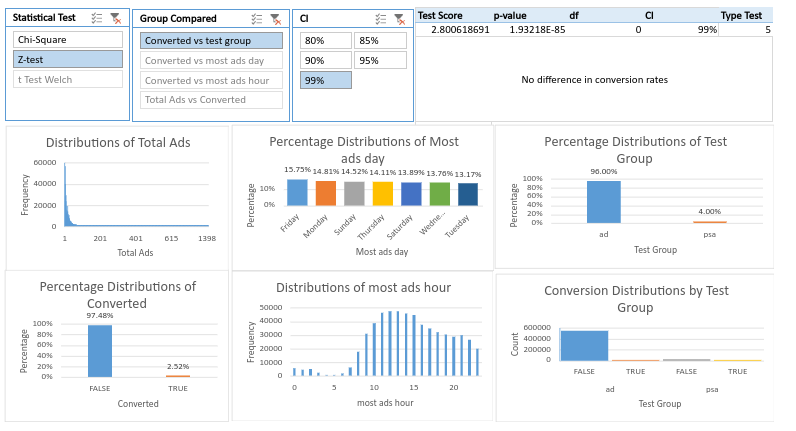 Statistical Test
Chi-Square
Z-test
t Test Welch
Group Compared
Converted vs test group
Converted vs most ads day
Converted vs most ads hour
Total Ads vs Converted
CI
80% 85%
90% 95%
99%
Test Score p-value df CI Type Test
2.800618691 1.93218E-85 0 99% 5
No difference in conversion rates
Distributions of Total Ads
Frequency
60000
40000
20000
0
1 201 401 615 1398
Total Ads
Percentage Distributions of Most
ads day
Percentage
10%
0%
15.75% 14.81% 14.52% 14.11% 13.89% 13.76% 13.17%
Friday Monday Sunday Thursday Saturday Wedne... Tuesday
Most ads day
Percentage Distributions of Test
Group
Percentage
100%
80%
60%
40%
20%
0%
96.00%
4.00%
ad psa
Test Group
Percentage Distributions of
Converted
Percentage
100%
80%
60%
40%
20%
0%
97.48%
2.52%
FALSE TRUE
Converted
Distributions of most ads hour
Frequency
50000
40000
30000
20000
10000
0
0 5 10 15 20
most ads hour
Conversion Distributions by Test
Group
Count
600000
400000
200000
0
FALSE TRUE FALSE TRUE
ad psa
Test Group